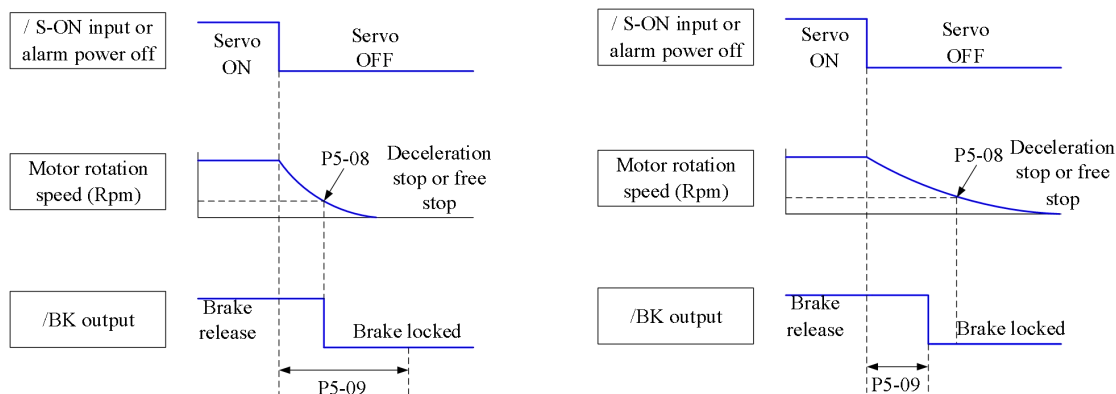 / S-ON input or
alarm power off
Servo
ON
Servo
OFF
Motor rotation
speed (Rpm)
P5-08
Deceleration
stop or free
stop
/BK output
Brake
release
Brake locked
P5-09
/ S-ON input or
alarm power off
Servo
ON
Servo
OFF
Motor rotation
speed (Rpm)
P5-08
Deceleration
stop or free
stop
/BK output
Brake
release
Brake locked
P5-09